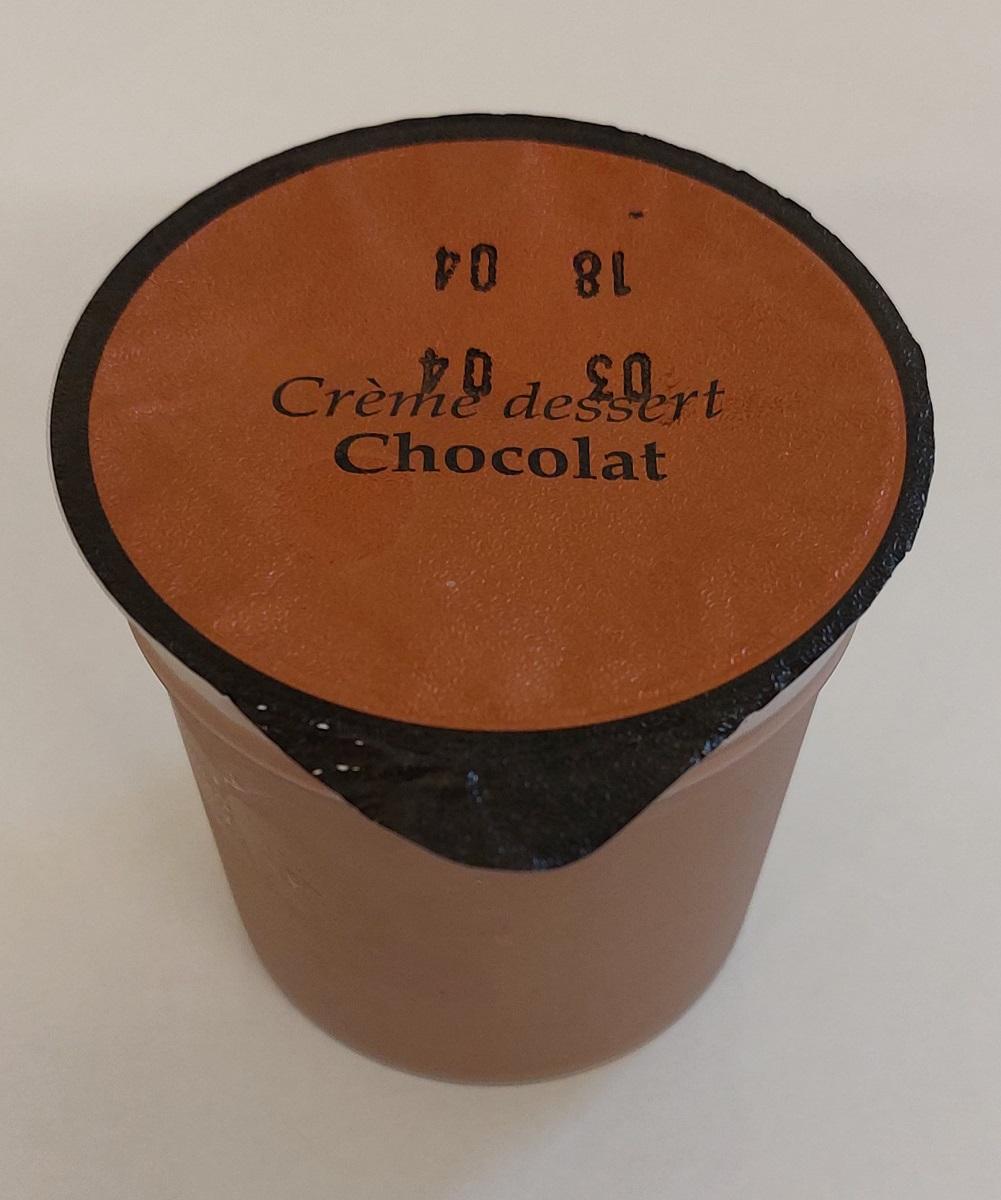 18 04
03 04
Crème dessert
Chocolat